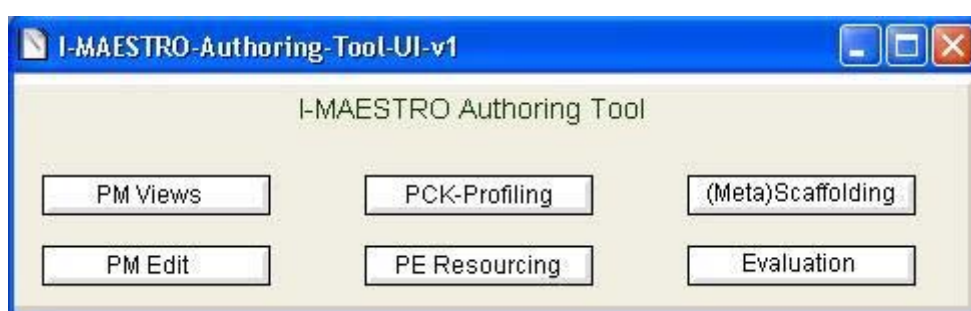 I-MAESTRO-Authoring-Tool-UI-v1
I-MAESTRO Authoring Tool
PM Views PCK-Profiling (Meta)Scaffolding
PM Edit PE Resourcing Evaluation